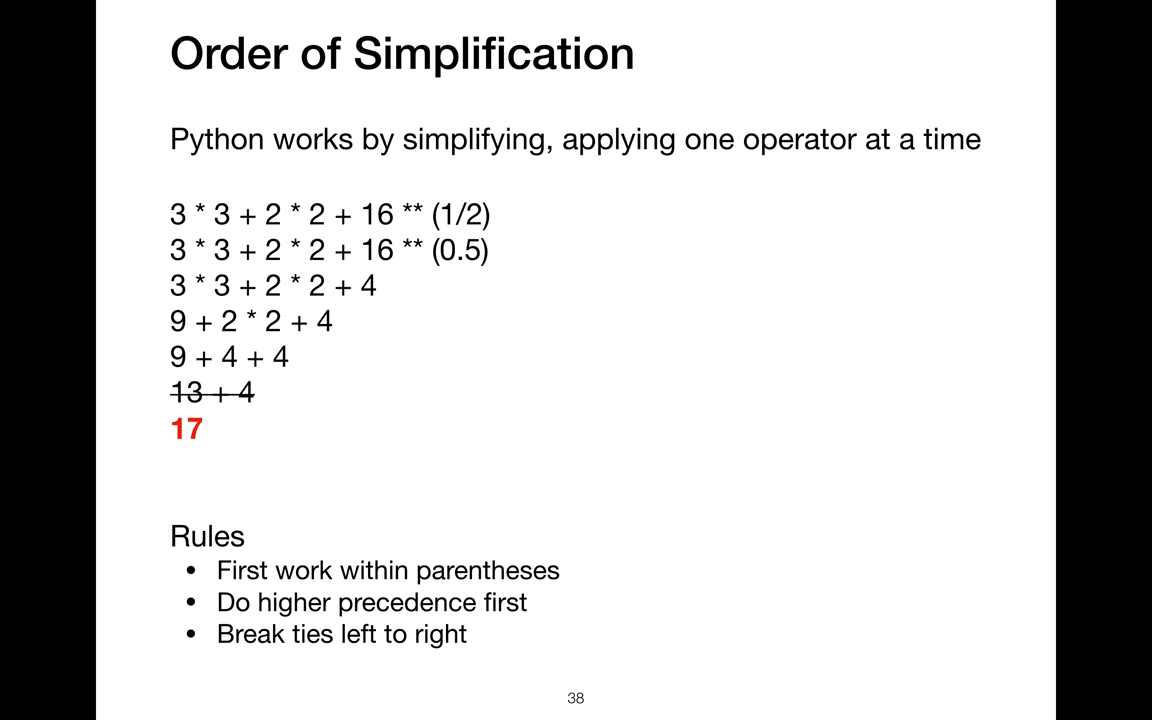 Order of Simplification
Python works by simplifying, applying one operator at a time
3 * 3 + 2 * 2 + 16 ** (1/2)
3 * 3 + 2 * 2 + 16 ** (0.5)
3 * 3 + 2 * 2 + 4
9 + 2 * 2 + 4
9 + 4 + 4
13 + 4
17
Rules
• First work within parentheses
• Do higher precedence first
• Break ties left to right
38